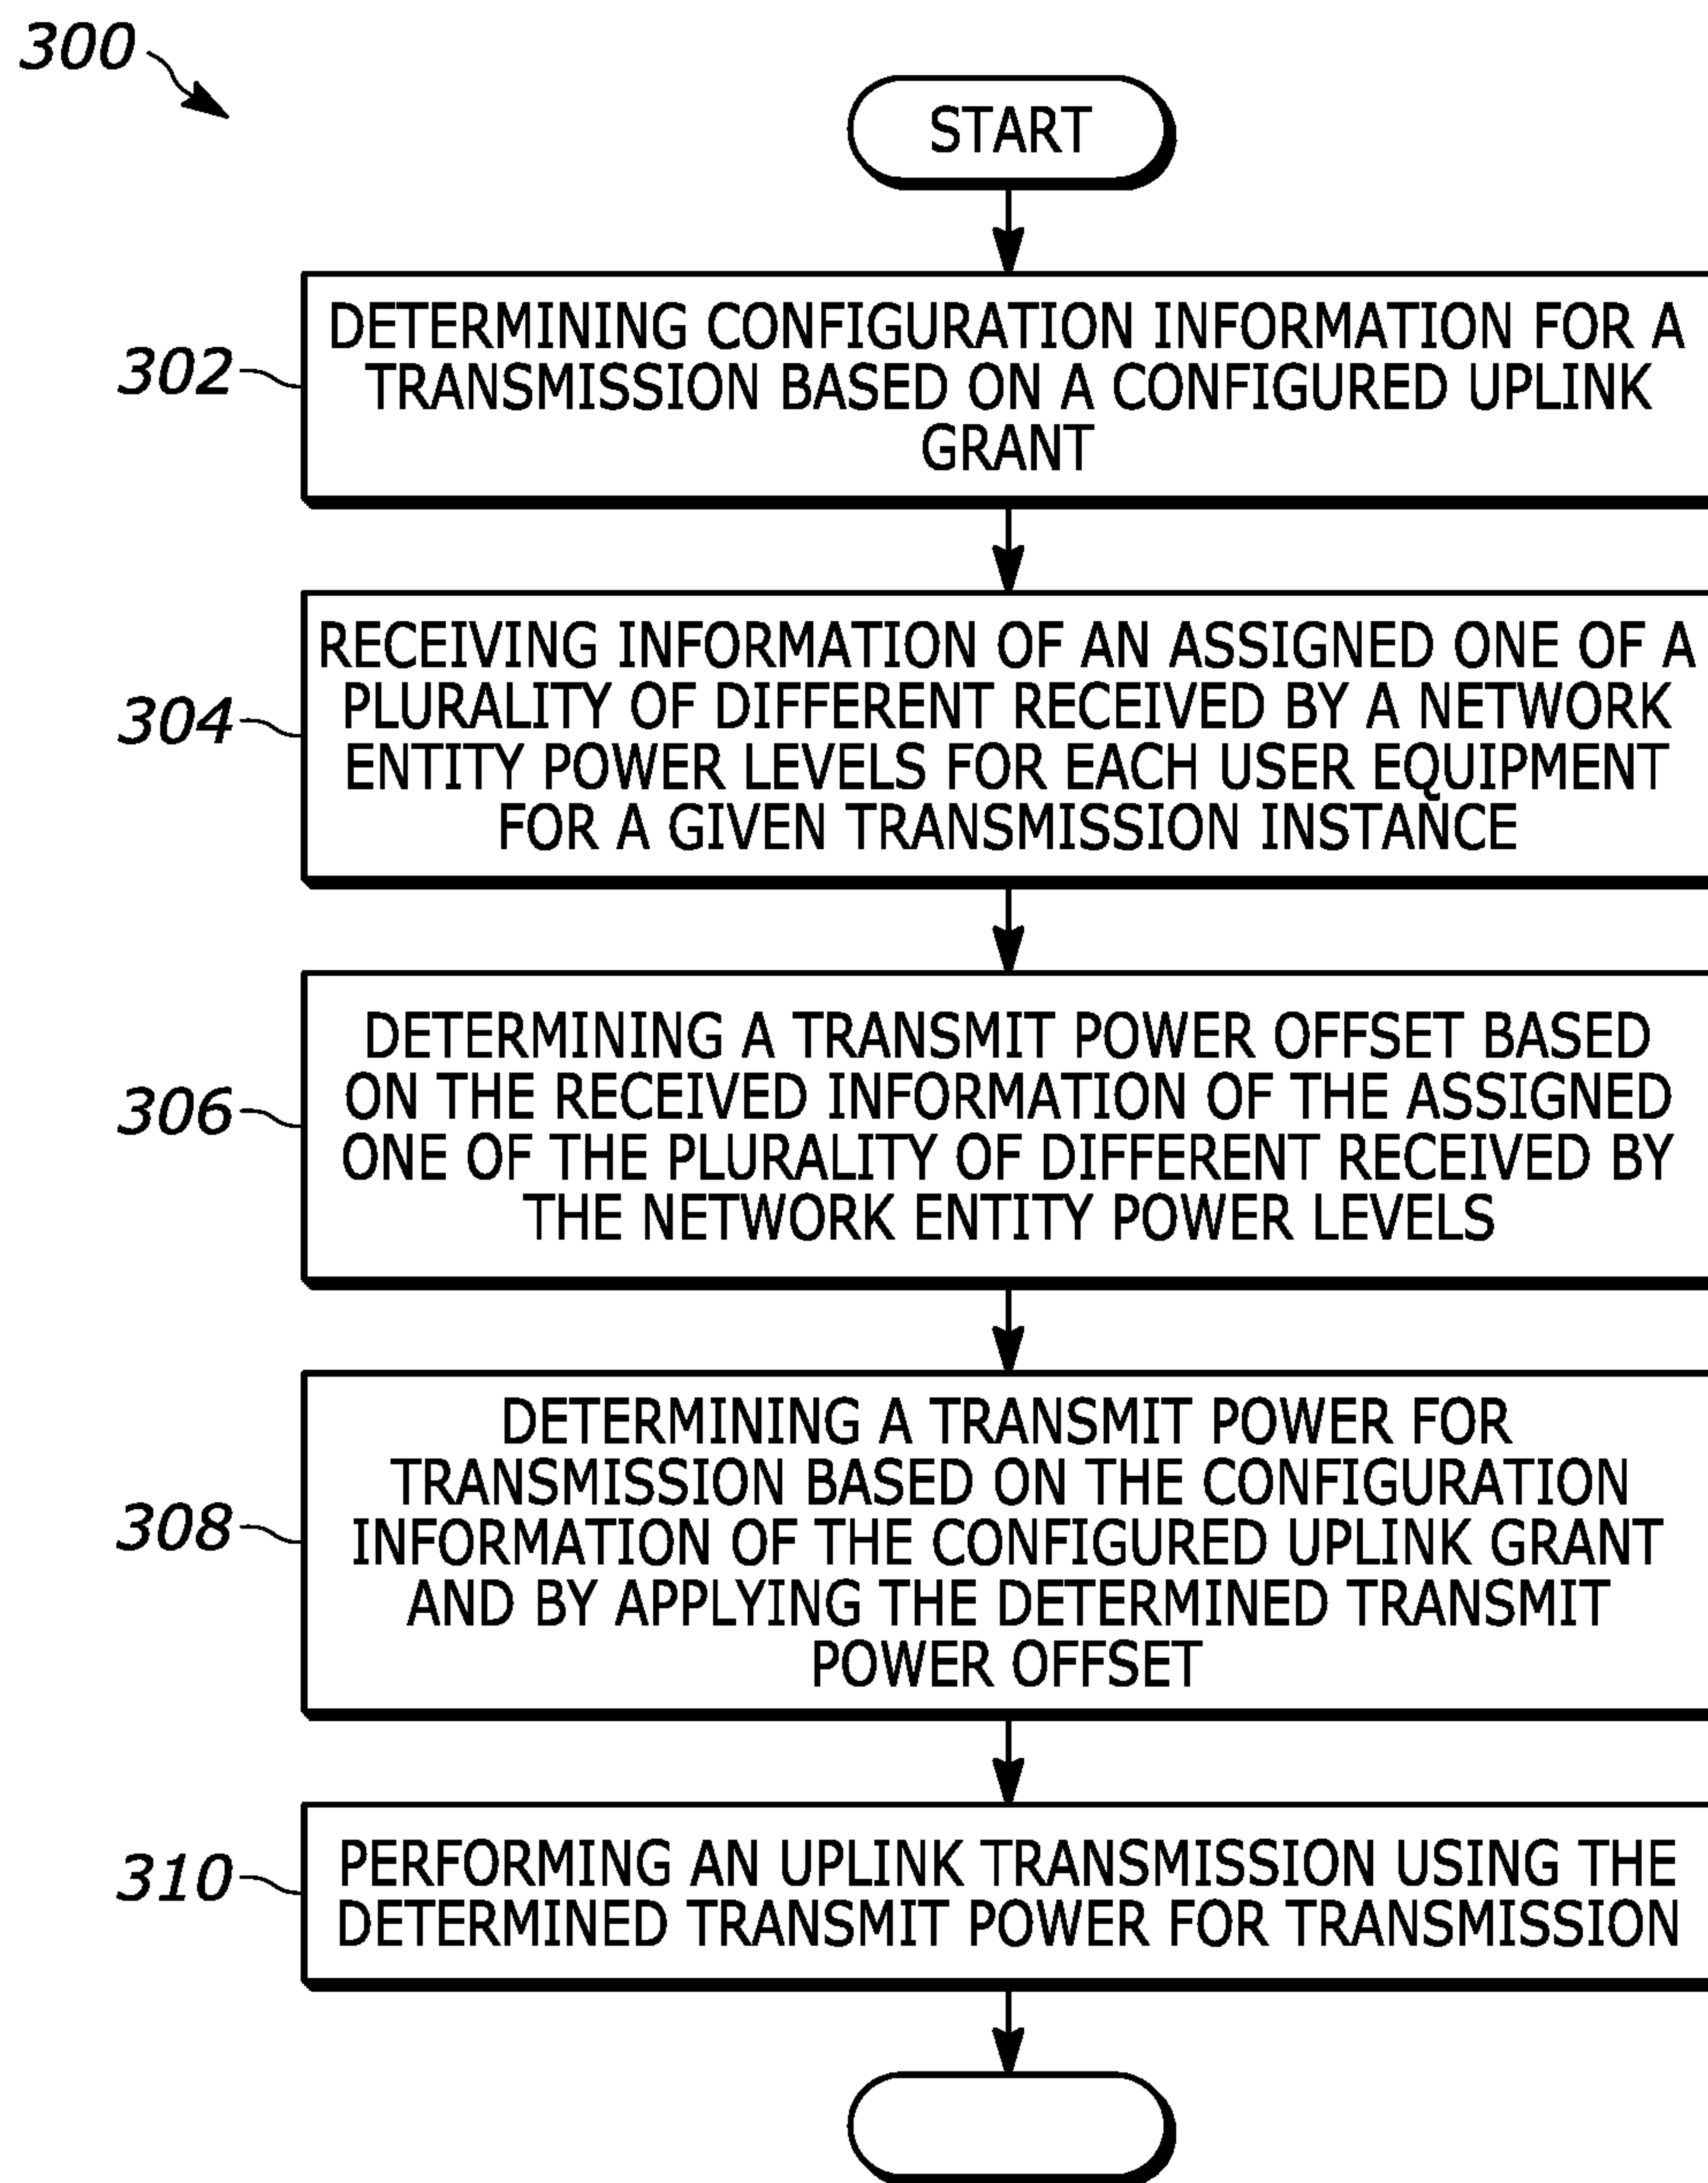 300
START
302
DETERMINING CONFIGURATION INFORMATION FOR A
TRANSMISSION BASED ON A CONFIGURED UPLINK
GRANT
304
RECEIVING INFORMATION OF AN ASSIGNED ONE OF A
PLURALITY OF DIFFERENT RECEIVED BY A NETWORK
ENTITY POWER LEVELS FOR EACH USER EQUIPMENT
FOR A GIVEN TRANSMISSION INSTANCE
306
DETERMINING A TRANSMIT POWER OFFSET BASED
ON THE RECEIVED INFORMATION OF THE ASSIGNED
ONE OF THE PLURALITY OF DIFFERENT RECEIVED BY
THE NETWORK ENTITY POWER LEVELS
308
DETERMINING A TRANSMIT POWER FOR
TRANSMISSION BASED ON THE CONFIGURATION
INFORMATION OF THE CONFIGURED UPLINK GRANT
AND BY APPLYING THE DETERMINED TRANSMIT
POWER OFFSET
310
PERFORMING AN UPLINK TRANSMISSION USING THE
DETERMINED TRANSMIT POWER FOR TRANSMISSION